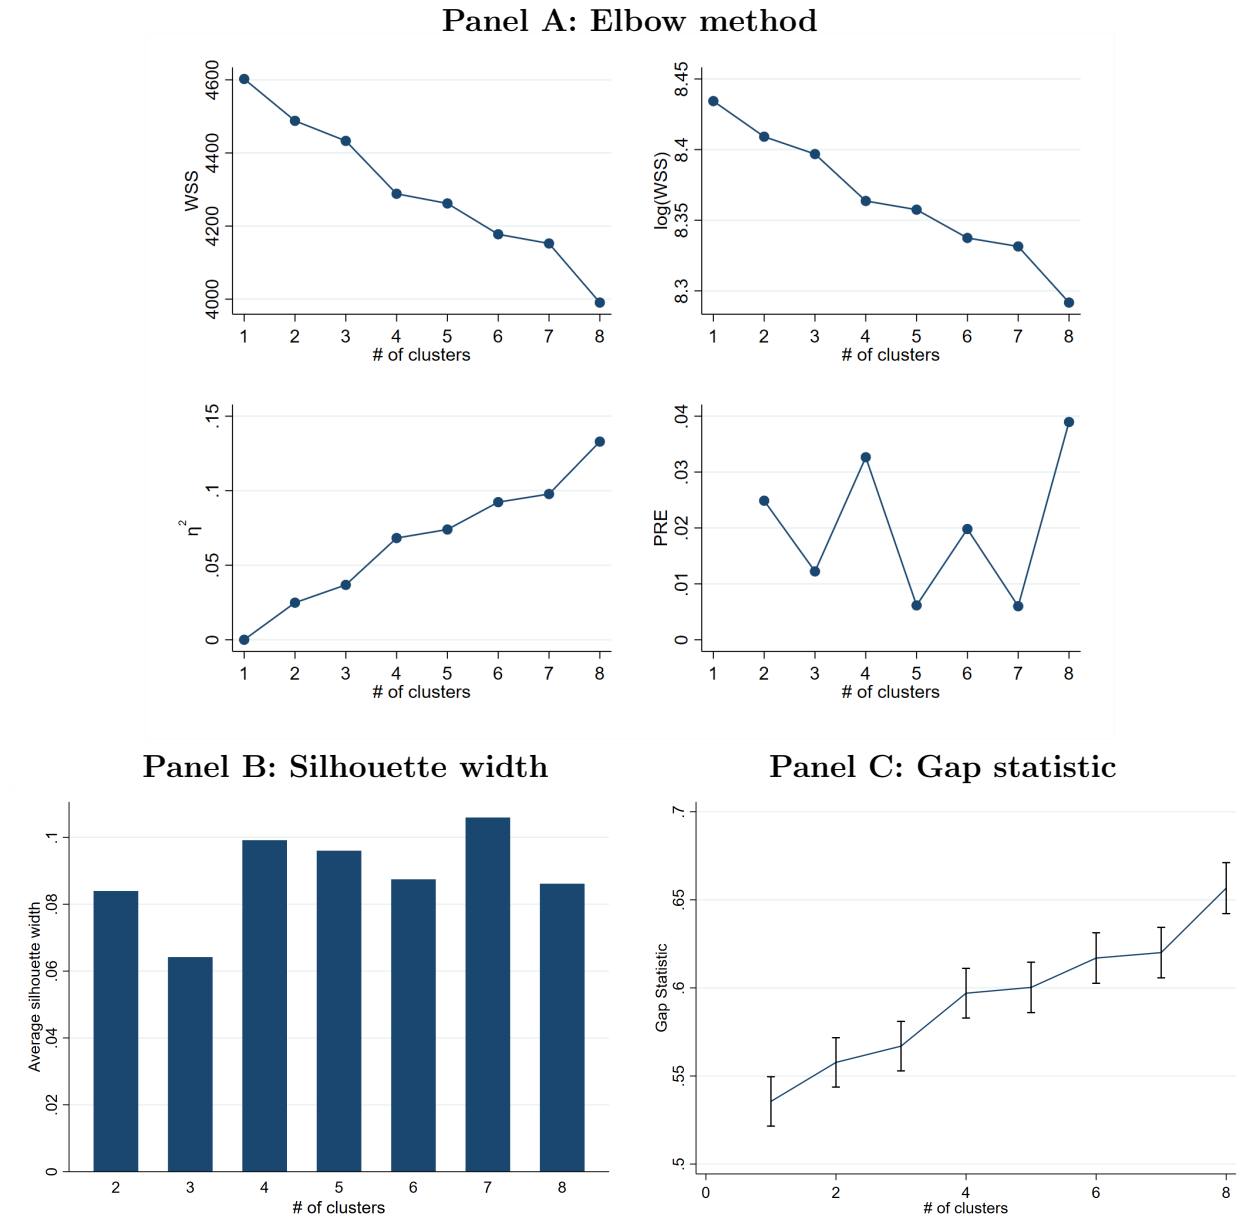 Panel A: Elbow method
4600
4400
4200
4000
WSS
1 2 3 4 5 6 7 8
# of clusters
8.45
8.4
8.35
8.3
log(WSS)
1 2 3 4 5 6 7 8
# of clusters
.15
.1
.05
0
η²
1 2 3 4 5 6 7 8
# of clusters
.04
.03
.02
.01
0
PRE
1 2 3 4 5 6 7 8
# of clusters
Panel B: Silhouette width
.1
.08
.06
.04
.02
0
Average silhouette width
2 3 4 5 6 7 8
# of clusters
Panel C: Gap statistic
.7
.65
.6
.55
.5
Gap Statistic
0 2 4 6 8
# of clusters